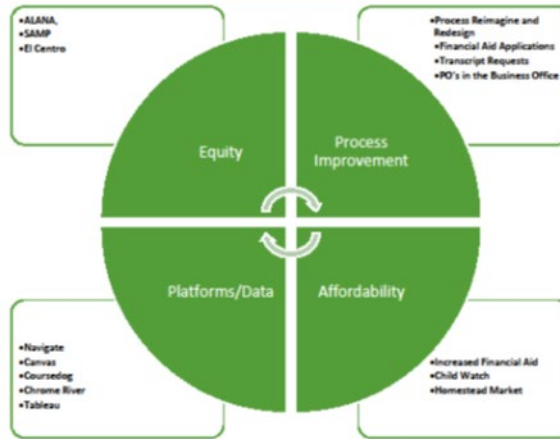 •ALANA,
•SAMP
•El Centro
•Process Reimagine and
Redesign
•Financial Aid Applications
•Transcript Requests
•PO's in the Business Office
Equity
Process
Improvement
Platforms/Data
Affordability
•Navigate
•Canvas
•Coursedog
•Chrome River
•Tableau
•Increased Financial Aid
•Child Watch
•Homestead Market